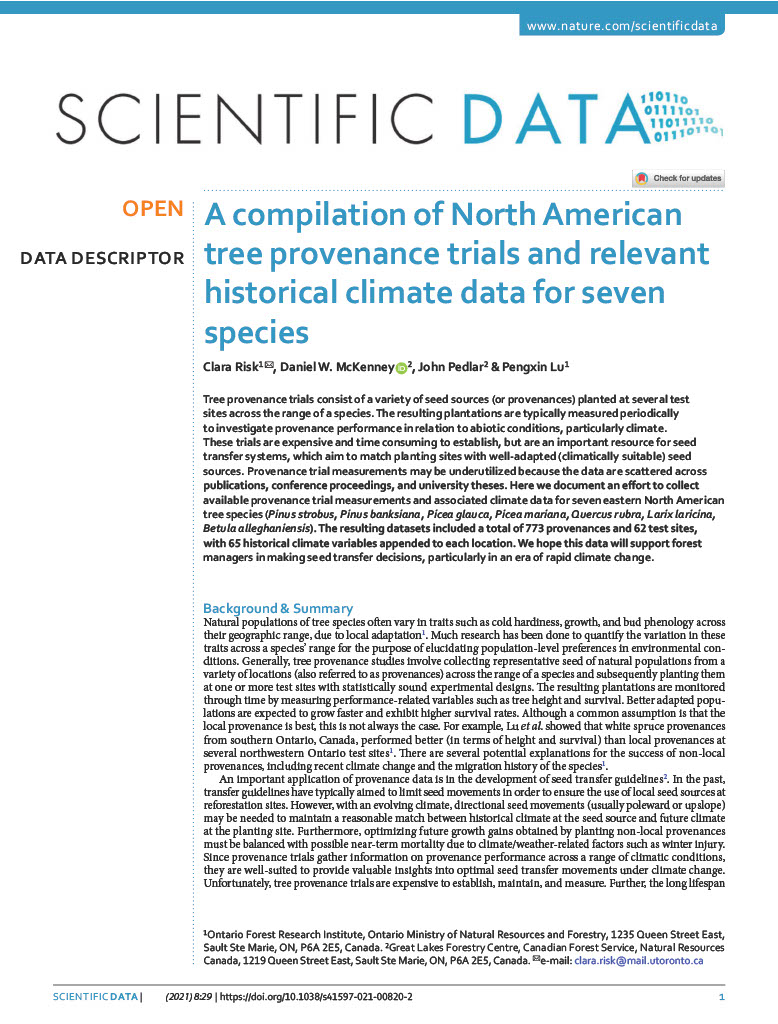 www.nature.com/scientificdata
SCIENTIFIC DATA
110110
0111101
11011110
011101101
Check for updates
OPEN
DATA DESCRIPTOR
A compilation of North American
tree provenance trials and relevant
historical climate data for seven
species
Clara Risk1✉, Daniel W. McKenney 2, John Pedlar2 & Pengxin Lu1
Tree provenance trials consist of a variety of seed sources (or provenances) planted at several test
sites across the range of a species. The resulting plantations are typically measured periodically
to investigate provenance performance in relation to abiotic conditions, particularly climate.
These trials are expensive and time consuming to establish, but are an important resource for seed
transfer systems, which aim to match planting sites with well-adapted (climatically suitable) seed
sources. Provenance trial measurements may be underutilized because the data are scattered across
publications, conference proceedings, and university theses. Here we document an effort to collect
available provenance trial measurements and associated climate data for seven eastern North American
tree species (Pinus strobus, Pinus banksiana, Picea glauca, Picea mariana, Quercus rubra, Larix laricina,
Betula alleghaniensis). The resulting datasets included a total of 773 provenances and 62 test sites,
with 65 historical climate variables appended to each location. We hope this data will support forest
managers in making seed transfer decisions, particularly in an era of rapid climate change.
Background & Summary
Natural populations of tree species often vary in traits such as cold hardiness, growth, and bud phenology across
their geographic range, due to local adaptation1. Much research has been done to quantify the variation in these
traits across a species’ range for the purpose of elucidating population-level preferences in environmental con-
ditions. Generally, tree provenance studies involve collecting representative seed of natural populations from a
variety of locations (also referred to as provenances) across the range of a species and subsequently planting them
at one or more test sites with statistically sound experimental designs. The resulting plantations are monitored
through time by measuring performance-related variables such as tree height and survival. Better adapted popu-
lations are expected to grow faster and exhibit higher survival rates. Although a common assumption is that the
local provenance is best, this is not always the case. For example, Lu et al. showed that white spruce provenances
from southern Ontario, Canada, performed better (in terms of height and survival) than local provenances at
several northwestern Ontario test sites1. There are several potential explanations for the success of non-local
provenances, including recent climate change and the migration history of the species1.
An important application of provenance data is in the development of seed transfer guidelines2. In the past,
transfer guidelines have typically aimed to limit seed movements in order to ensure the use of local seed sources at
reforestation sites. However, with an evolving climate, directional seed movements (usually poleward or upslope)
may be needed to maintain a reasonable match between historical climate at the seed source and future climate
at the planting site. Furthermore, optimizing future growth gains obtained by planting non-local provenances
must be balanced with possible near-term mortality due to climate/weather-related factors such as winter injury.
Since provenance trials gather information on provenance performance across a range of climatic conditions,
they are well-suited to provide valuable insights into optimal seed transfer movements under climate change.
Unfortunately, tree provenance trials are expensive to establish, maintain, and measure. Further, the long lifespan
1Ontario Forest Research Institute, Ontario Ministry of Natural Resources and Forestry, 1235 Queen Street East,
Sault Ste Marie, ON, P6A 2E5, Canada. 2Great Lakes Forestry Centre, Canadian Forest Service, Natural Resources
Canada, 1219 Queen Street East, Sault Ste Marie, ON, P6A 2E5, Canada. ✉e-mail: clara.risk@mail.utoronto.ca
SCIENTIFIC DATA | (2021) 8:29 | https://doi.org/10.1038/s41597-021-00820-2 1